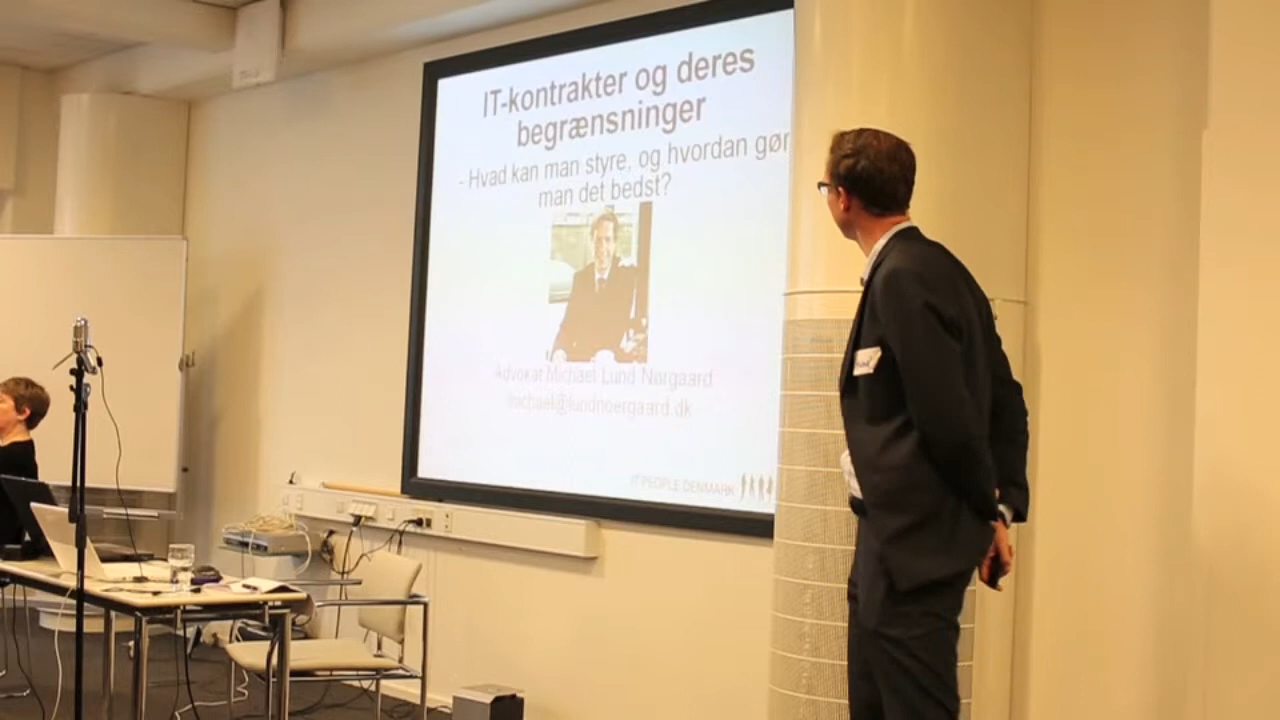 IT-kontrakter og deres
begrænsninger
- Hvad kan man styre, og hvordan gør
man det bedst?
Advokat Michael Lund Nørgaard
michael@lundnoergaard.dk
IT PEOPLE DENMARK